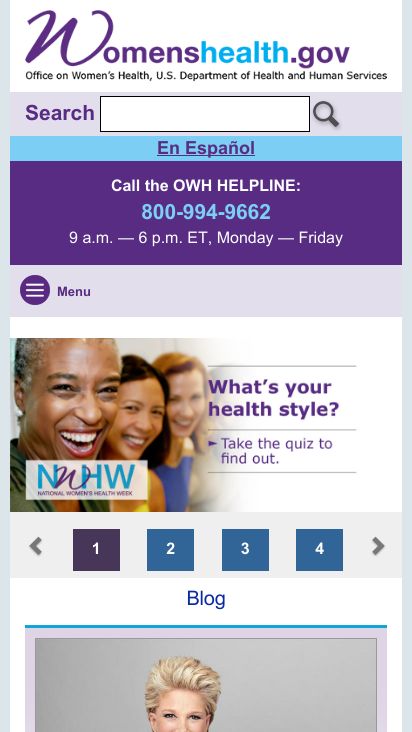 Womenshealth.gov
Office on Women's Health, U.S. Department of Health and Human Services
Search
En Español
Call the OWH HELPLINE:
800-994-9662
9 a.m. — 6 p.m. ET, Monday — Friday
Menu
What's your
health style?
Take the quiz to
find out.
NWHW
NATIONAL WOMEN'S HEALTH WEEK
1 2 3 4
Blog